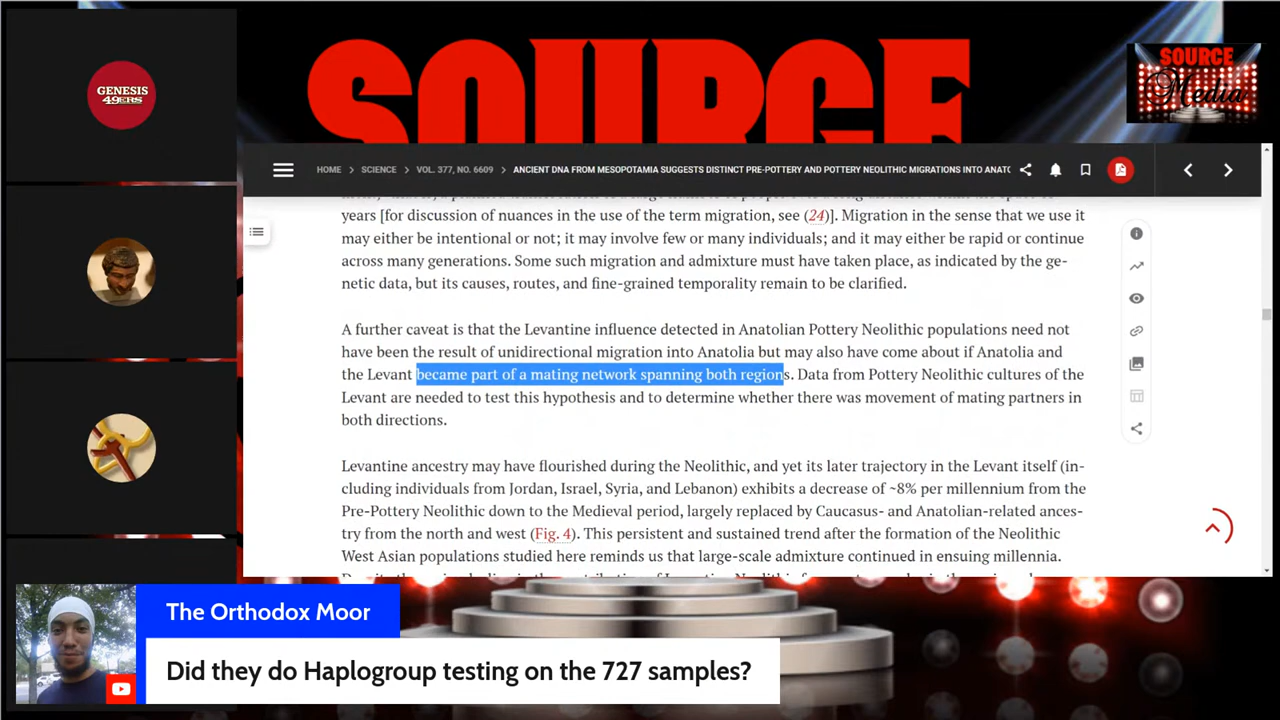 SOURCE
SOURCE
Media
GENESIS
49ERS
HOME > SCIENCE > VOL. 377, NO. 6609 > ANCIENT DNA FROM MESOPOTAMIA SUGGESTS DISTINCT PRE-POTTERY AND POTTERY NEOLITHIC MIGRATIONS INTO ANATO
years [for discussion of nuances in the use of the term migration, see (24)]. Migration in the sense that we use it
may either be intentional or not; it may involve few or many individuals; and it may either be rapid or continue
across many generations. Some such migration and admixture must have taken place, as indicated by the ge-
netic data, but its causes, routes, and fine-grained temporality remain to be clarified.
A further caveat is that the Levantine influence detected in Anatolian Pottery Neolithic populations need not
have been the result of unidirectional migration into Anatolia but may also have come about if Anatolia and
the Levant became part of a mating network spanning both regions. Data from Pottery Neolithic cultures of the
Levant are needed to test this hypothesis and to determine whether there was movement of mating partners in
both directions.
Levantine ancestry may have flourished during the Neolithic, and yet its later trajectory in the Levant itself (in-
cluding individuals from Jordan, Israel, Syria, and Lebanon) exhibits a decrease of ~8% per millennium from the
Pre-Pottery Neolithic down to the Medieval period, largely replaced by Caucasus- and Anatolian-related ances-
try from the north and west (Fig. 4). This persistent and sustained trend after the formation of the Neolithic
West Asian populations studied here reminds us that large-scale admixture continued in ensuing millennia.
The Orthodox Moor
Did they do Haplogroup testing on the 727 samples?